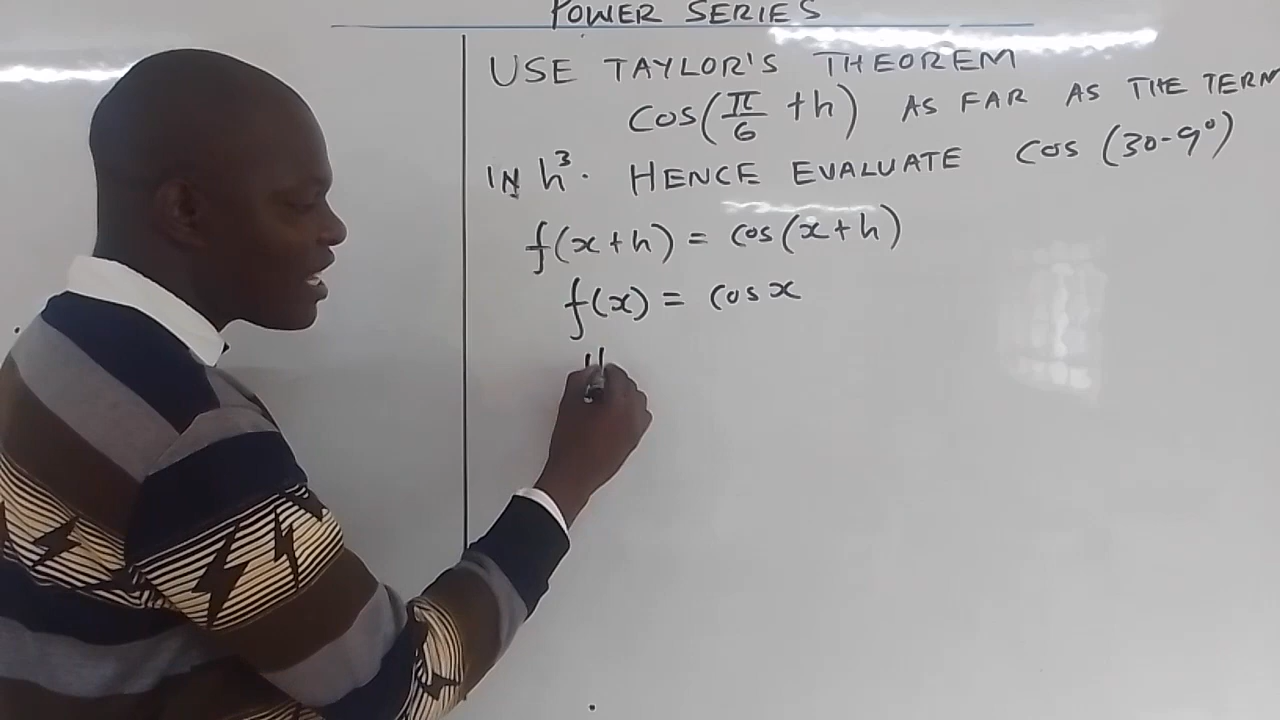 POWER SERIES
USE TAYLOR'S THEOREM
cos(π/6 + h) AS FAR AS THE TERM
IN h³. HENCE EVALUATE cos (30-9°)
f(x+h) = cos(x+h)
f(x) = cos x